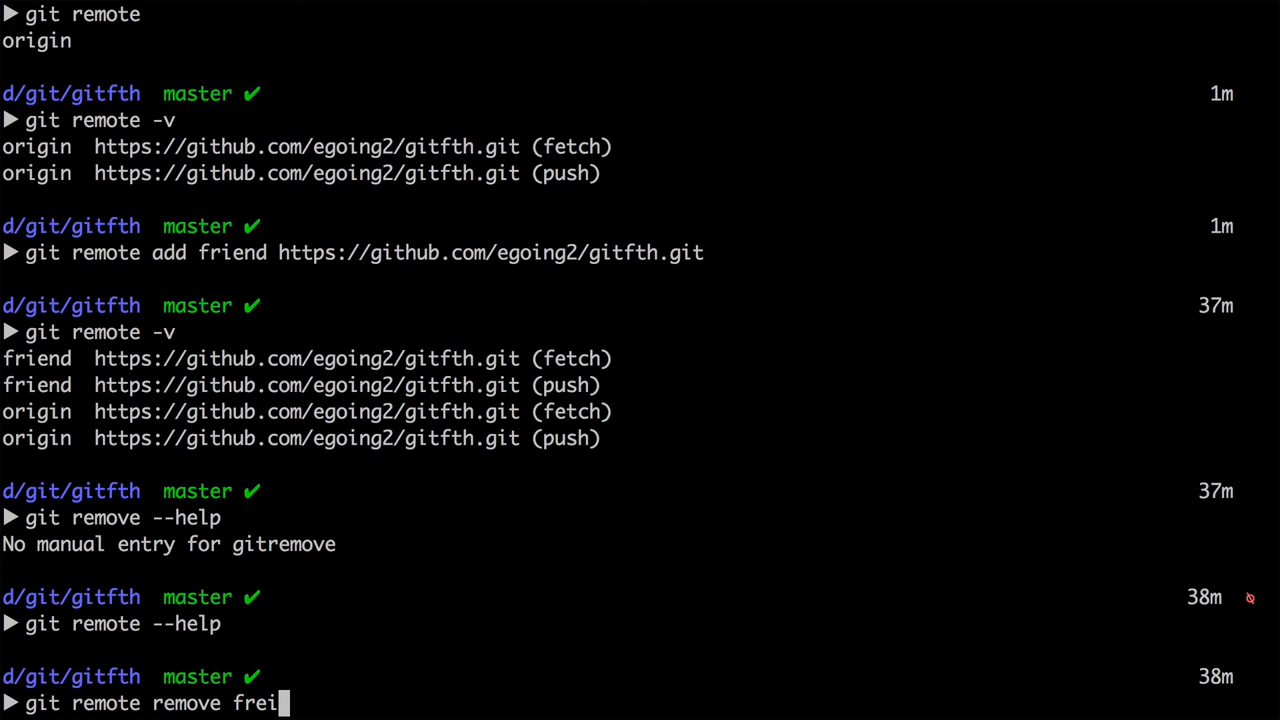 ▶ git remote
origin
d/git/gitfth master ✔ 1m
▶ git remote -v
origin https://github.com/egoing2/gitfth.git (fetch)
origin https://github.com/egoing2/gitfth.git (push)
d/git/gitfth master ✔ 1m
▶ git remote add friend https://github.com/egoing2/gitfth.git
d/git/gitfth master ✔ 37m
▶ git remote -v
friend https://github.com/egoing2/gitfth.git (fetch)
friend https://github.com/egoing2/gitfth.git (push)
origin https://github.com/egoing2/gitfth.git (fetch)
origin https://github.com/egoing2/gitfth.git (push)
d/git/gitfth master ✔ 37m
▶ git remove --help
No manual entry for gitremove
d/git/gitfth master ✔ 38m
▶ git remote --help
d/git/gitfth master ✔ 38m
▶ git remote remove frei